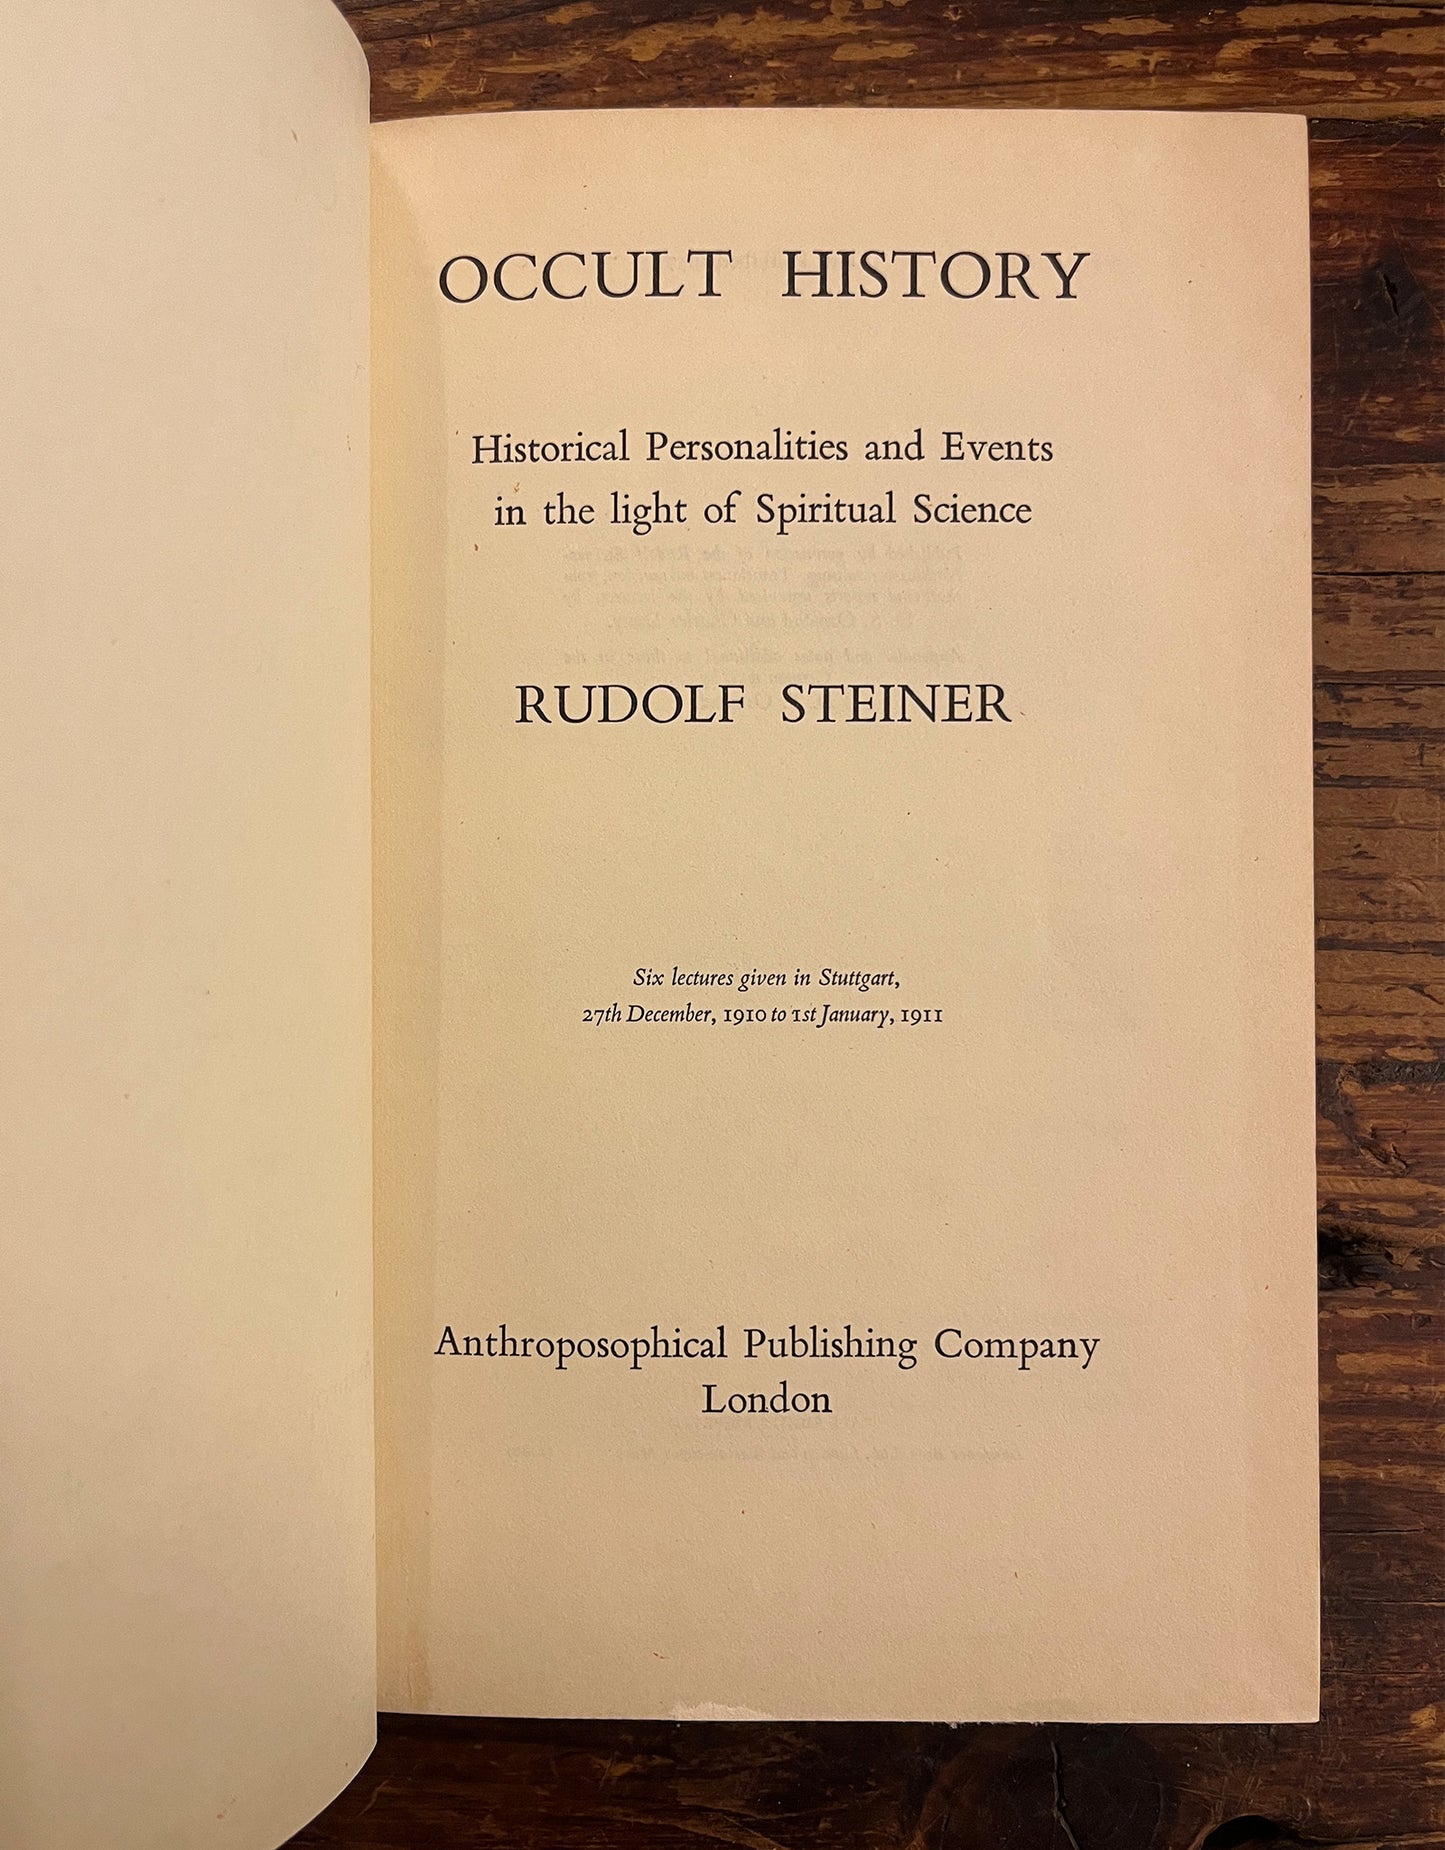 OCCULT HISTORY
Historical Personalities and Events
in the light of Spiritual Science
RUDOLF STEINER
Six lectures given in Stuttgart,
27th December, 1910 to 1st January, 1911
Anthroposophical Publishing Company
London